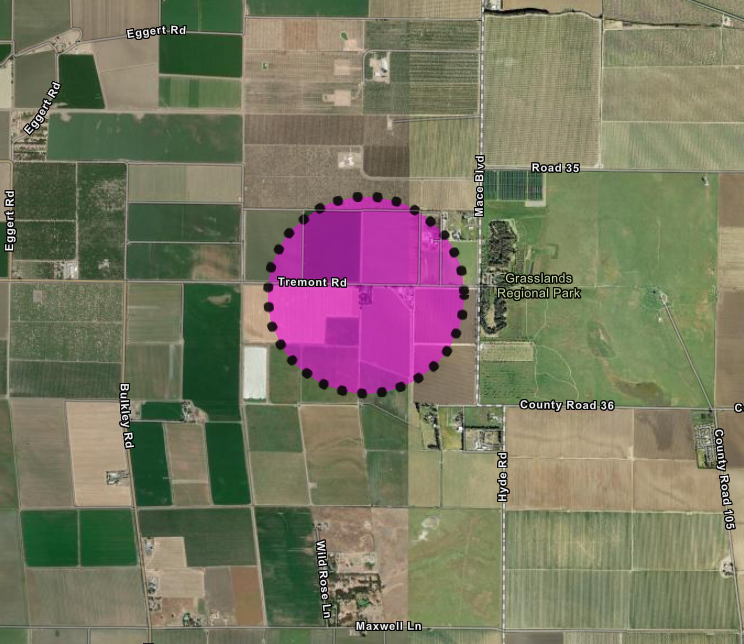 Eggert Rd
Eggert Rd
Mace Blvd
Road 35
Eggert Rd
Tremont Rd
Grasslands
Regional Park
Bulkley Rd
County Road 36
C
Hyde Rd
County Road 105
Wild Rose Ln
Maxwell Ln